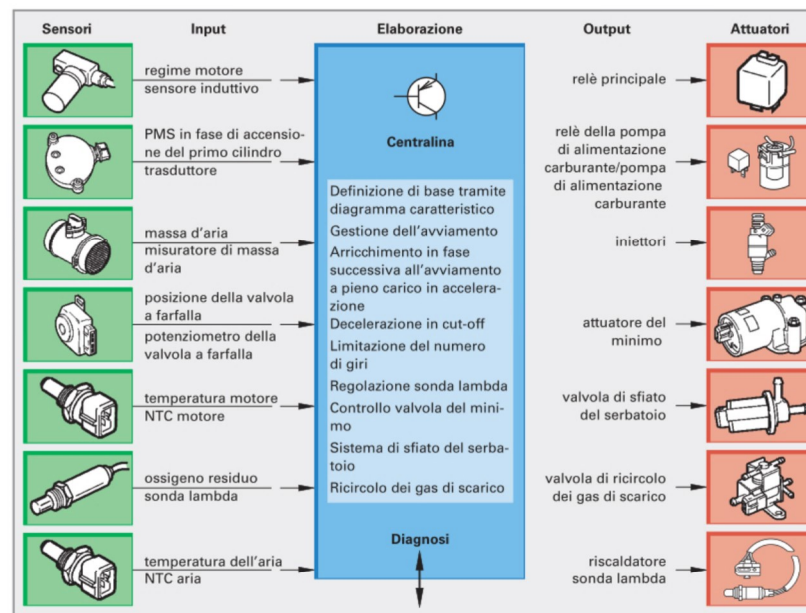 Sensori
Input
Elaborazione
Output
Attuatori
regime motore
sensore induttivo
PMS in fase di accensio-
ne del primo cilindro
trasduttore
massa d'aria
misuratore di massa
d'aria
posizione della valvola
a farfalla
potenziometro della
valvola a farfalla
temperatura motore
NTC motore
ossigeno residuo
sonda lambda
temperatura dell'aria
NTC aria
Centralina
Definizione di base tramite
diagramma caratteristico
Gestione dell'avviamento
Arricchimento in fase
successiva all'avviamento
a pieno carico in accelera-
zione
Decelerazione in cut-off
Limitazione del numero
di giri
Regolazione sonda lambda
Controllo valvola del mini-
mo
Sistema di sfiato del serba-
toio
Ricircolo dei gas di scarico
Diagnosi
relè principale
relè della pompa
di alimentazione
carburante/pompa
di alimentazione
carburante
iniettori
attuatore del
minimo
valvola di sfiato
del serbatoio
valvola di ricircolo
dei gas di scarico
riscaldatore
sonda lambda